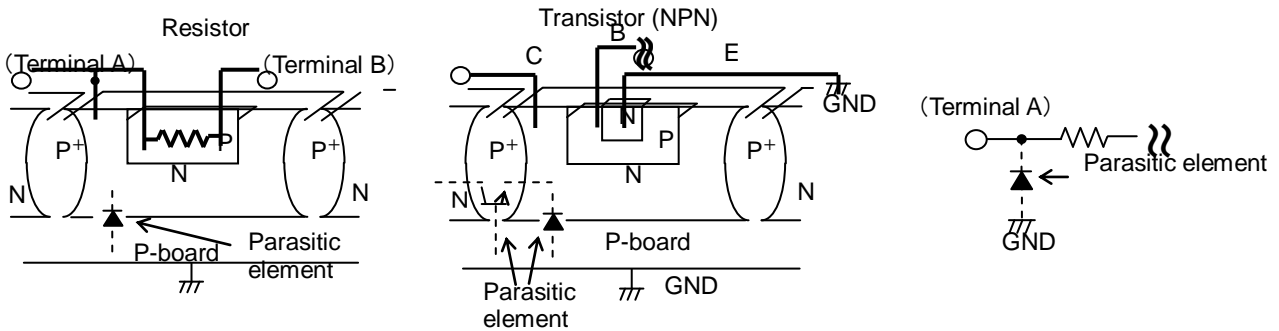 Resistor
(Terminal A)
(Terminal B)
P+
P
P+
N
N
N
Parasitic
element
P-board
Transistor (NPN)
C
B
E
GND
P+
N
P
P+
N
N
N
P-board
Parasitic
element
GND
(Terminal A)
Parasitic element
GND